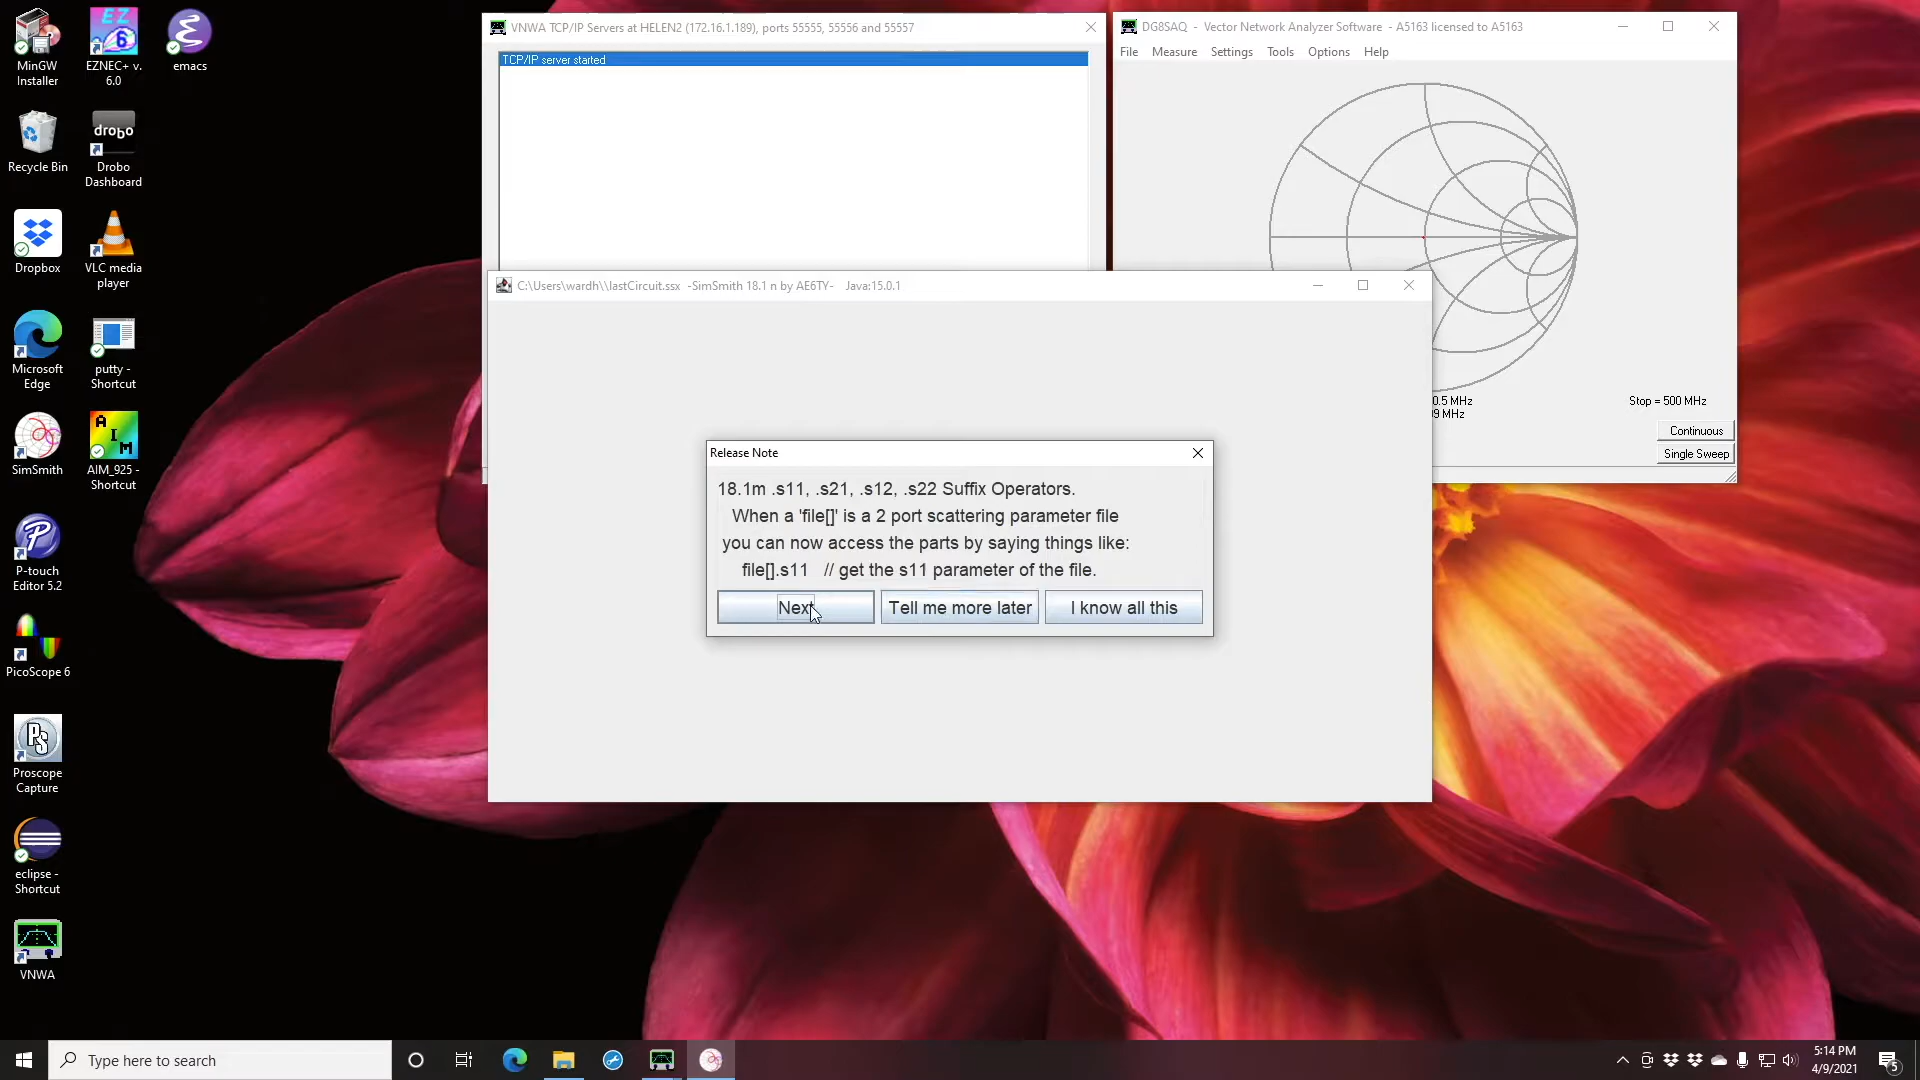 MinGW
Installer
EZNEC+ v.
6.0
emacs
Recycle Bin
drobo
Drobo
Dashboard
Dropbox
VLC media
player
Microsoft
Edge
putty -
Shortcut
SimSmith
AIM
AIM_925 -
Shortcut
P-touch
Editor 5.2
PicoScope 6
PS
Proscope
Capture
eclipse -
Shortcut
VNWA
VNWA TCP/IP Servers at HELEN2 (172.16.1.189), ports 55555, 55556 and 55557
TCP/IP server started
DG8SAQ - Vector Network Analyzer Software - A5163 licensed to A5163
File Measure Settings Tools Options Help
0.5 MHz
Stop = 500 MHz
9 MHz
Continuous
Single Sweep
C:\Users\wardh\\lastCircuit.ssx -SimSmith 18.1 n by AE6TY- Java:15.0.1
Release Note
18.1m .s11, .s21, .s12, .s22 Suffix Operators.
When a 'file[]' is a 2 port scattering parameter file
you can now access the parts by saying things like:
file[].s11 // get the s11 parameter of the file.
Next Tell me more later I know all this
Type here to search
5:14 PM
4/9/2021
5